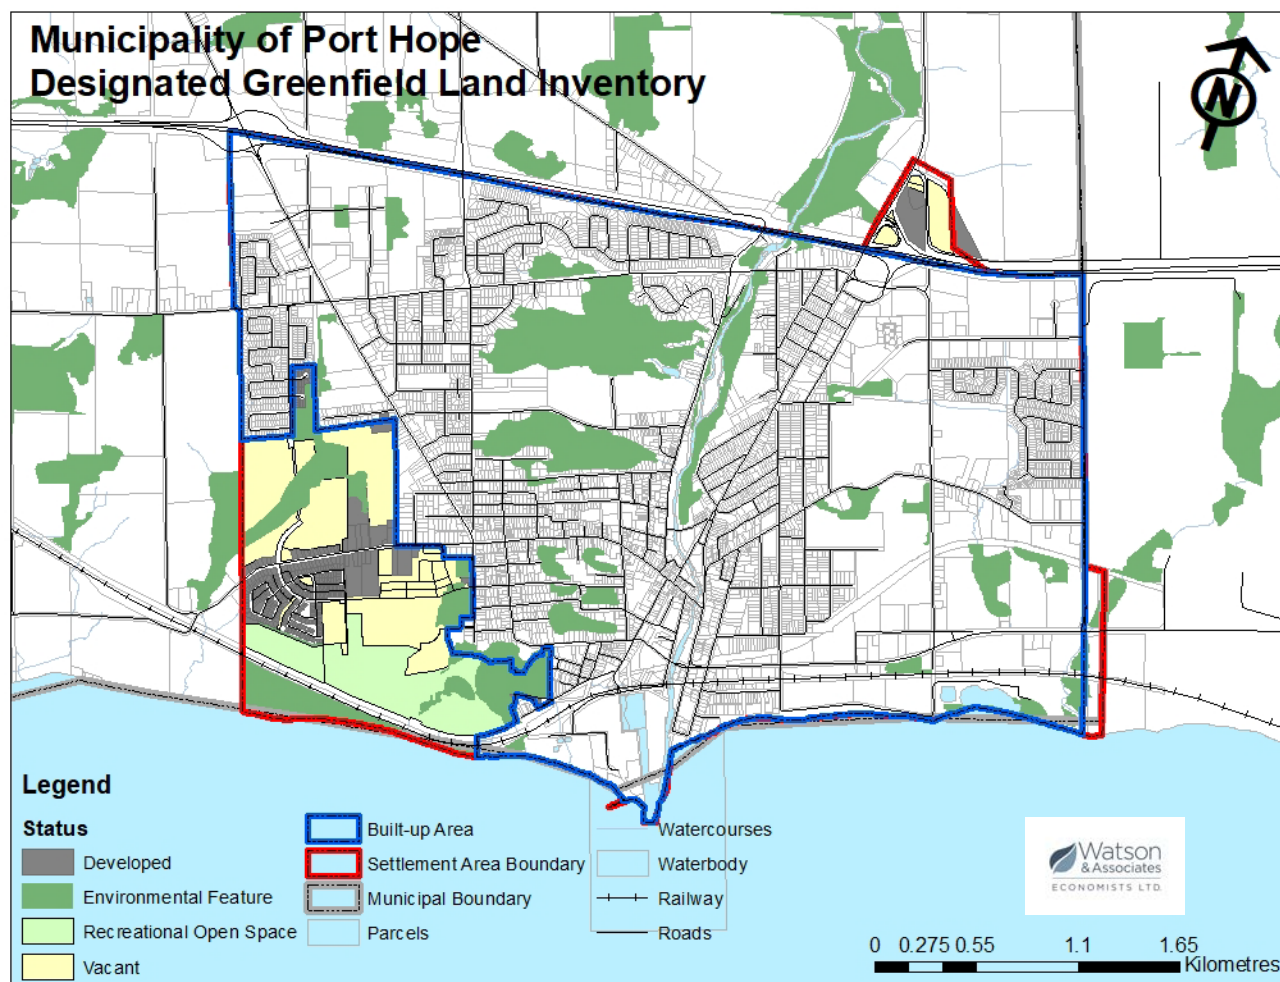 Municipality of Port Hope
Designated Greenfield Land Inventory
N
Legend
Status
Developed
Environmental Feature
Recreational Open Space
Vacant
Built-up Area
Settlement Area Boundary
Municipal Boundary
Parcels
Watercourses
Waterbody
Railway
Roads
Watson
& Associates
ECONOMISTS LTD.
0 0.275 0.55 1.1 1.65
Kilometres